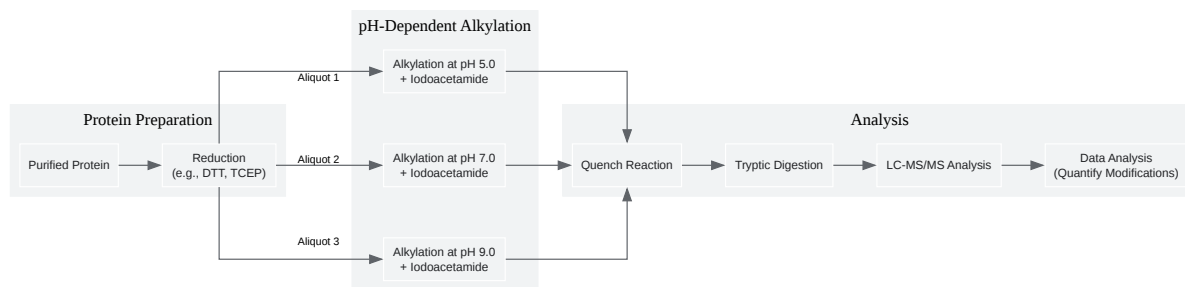 pH-Dependent Alkylation
Alkylation at pH 5.0
+ Iodoacetamide
Aliquot 1
Protein Preparation
Analysis
Purified Protein
Reduction
(e.g., DTT, TCEP)
Aliquot 2
Alkylation at pH 7.0
+ Iodoacetamide
Quench Reaction
Tryptic Digestion
LC-MS/MS Analysis
Data Analysis
(Quantify Modifications)
Aliquot 3
Alkylation at pH 9.0
+ Iodoacetamide